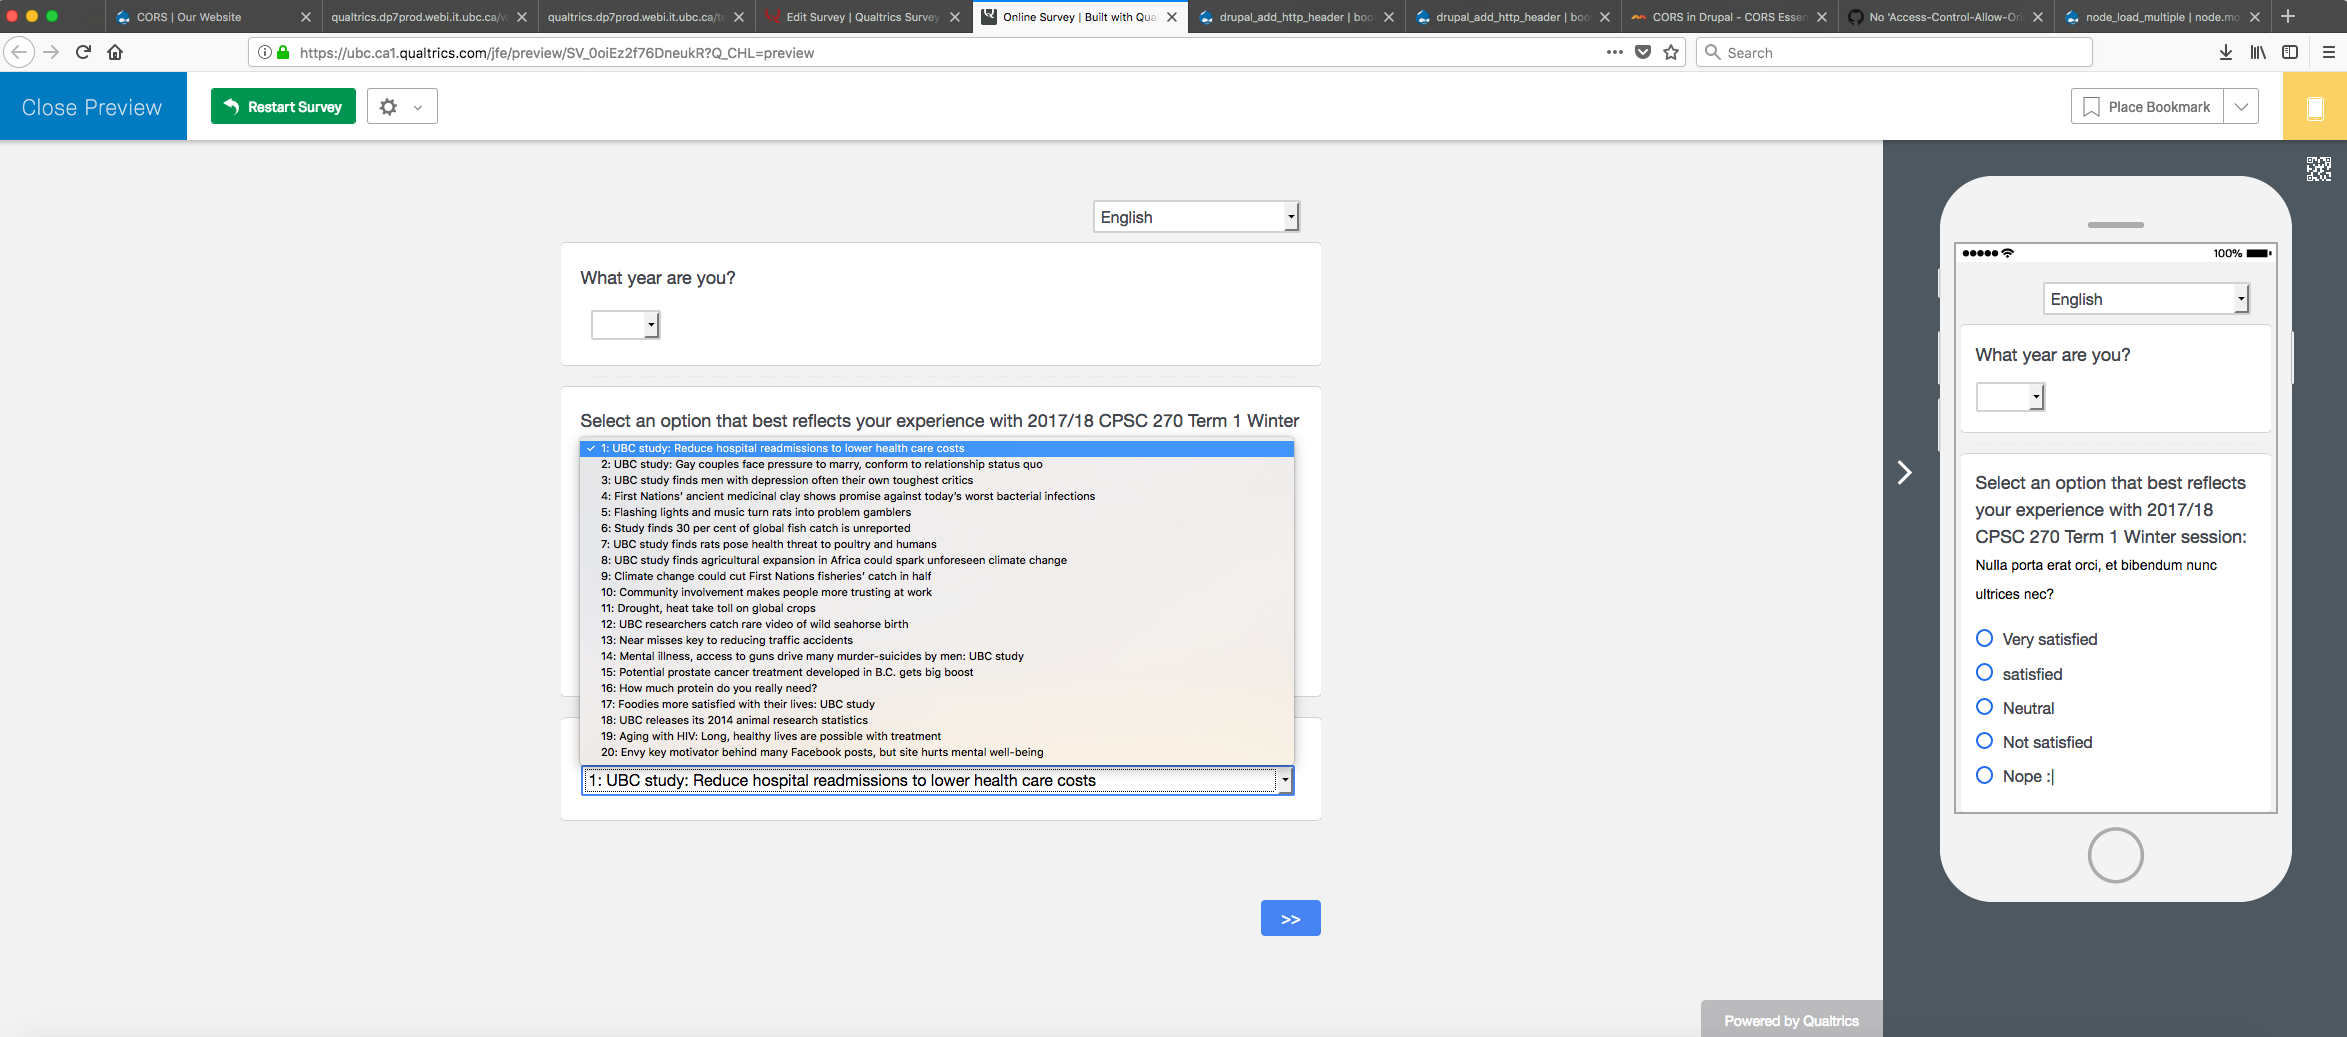 CORS | Our Website
qualtrics.dp7prod.webi.it.ubc.ca/w
qualtrics.dp7prod.webi.it.ubc.ca/t
Edit Survey | Qualtrics Survey
Online Survey | Built with Qua
drupal_add_http_header | boo
drupal_add_http_header | boo
CORS in Drupal - CORS Essen
No 'Access-Control-Allow-Ori
node_load_multiple | node.mo
https://ubc.ca1.qualtrics.com/jfe/preview/SV_0oiEz2f76DneukR?Q_CHL=preview
Search
Close Preview
Restart Survey
Place Bookmark
English
What year are you?
Select an option that best reflects your experience with 2017/18 CPSC 270 Term 1 Winter
✓ 1: UBC study: Reduce hospital readmissions to lower health care costs
2: UBC study: Gay couples face pressure to marry, conform to relationship status quo
3: UBC study finds men with depression often their own toughest critics
4: First Nations’ ancient medicinal clay shows promise against today’s worst bacterial infections
5: Flashing lights and music turn rats into problem gamblers
6: Study finds 30 per cent of global fish catch is unreported
7: UBC study finds rats pose health threat to poultry and humans
8: UBC study finds agricultural expansion in Africa could spark unforeseen climate change
9: Climate change could cut First Nations fisheries’ catch in half
10: Community involvement makes people more trusting at work
11: Drought, heat take toll on global crops
12: UBC researchers catch rare video of wild seahorse birth
13: Near misses key to reducing traffic accidents
14: Mental illness, access to guns drive many murder-suicides by men: UBC study
15: Potential prostate cancer treatment developed in B.C. gets big boost
16: How much protein do you really need?
17: Foodies more satisfied with their lives: UBC study
18: UBC releases its 2014 animal research statistics
19: Aging with HIV: Long, healthy lives are possible with treatment
20: Envy key motivator behind many Facebook posts, but site hurts mental well-being
1: UBC study: Reduce hospital readmissions to lower health care costs
>>
Powered by Qualtrics
100%
English
What year are you?
Select an option that best reflects
your experience with 2017/18
CPSC 270 Term 1 Winter session:
Nulla porta erat orci, et bibendum nunc
ultrices nec?
Very satisfied
satisfied
Neutral
Not satisfied
Nope :|